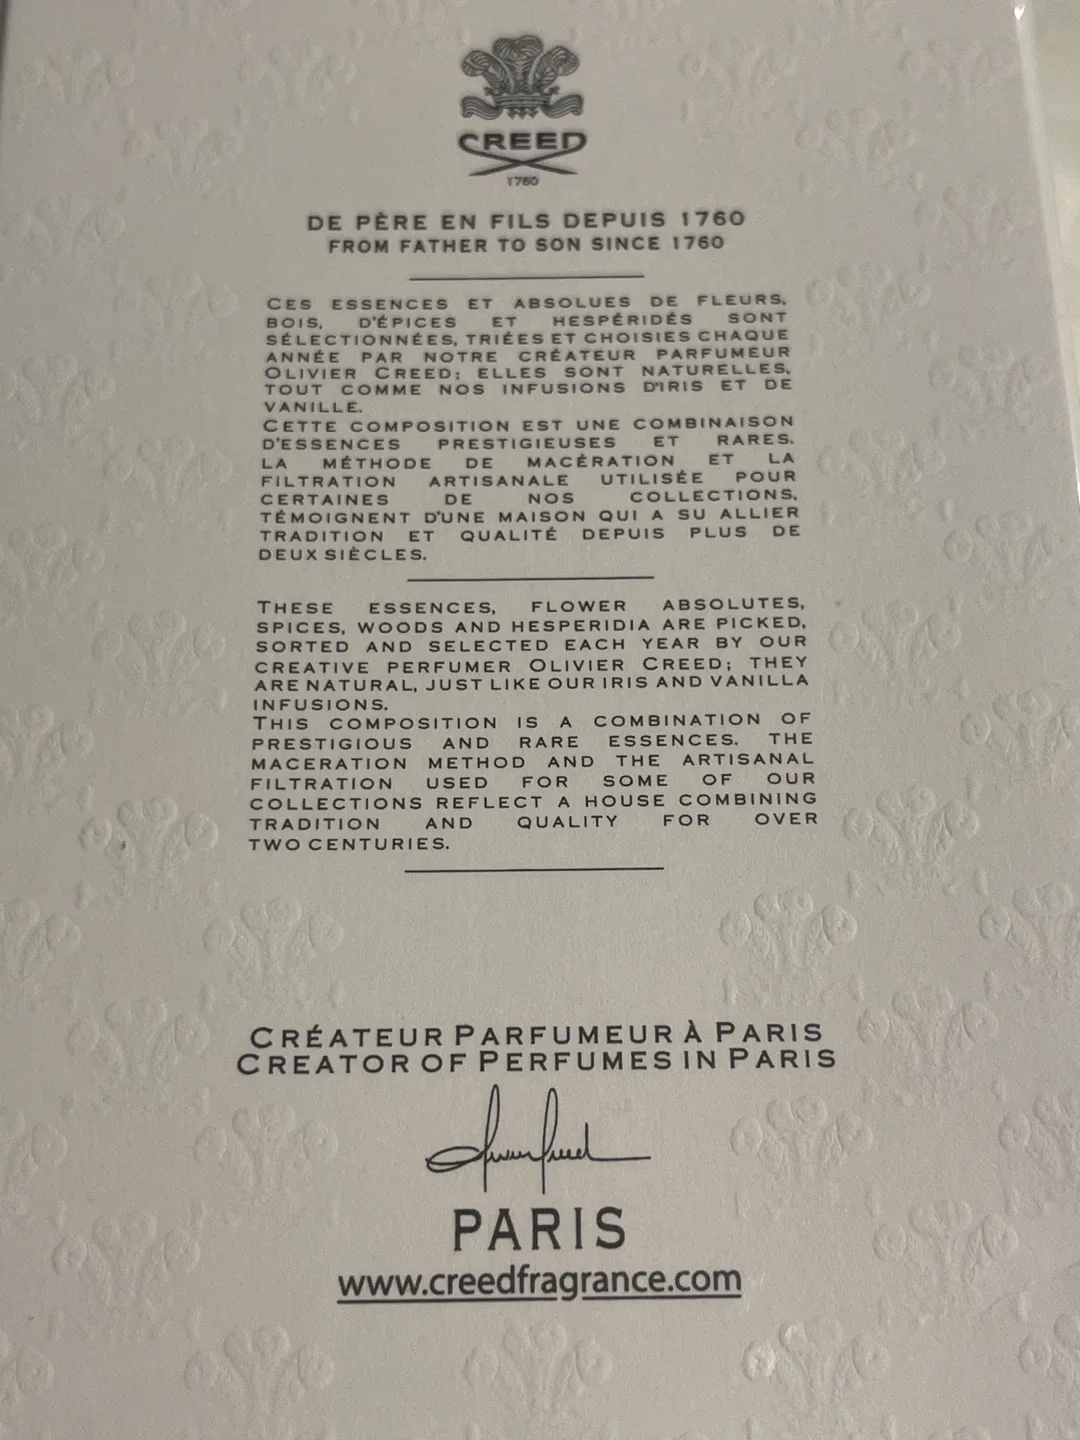 CREED
1760
DE PÈRE EN FILS DEPUIS 1760
FROM FATHER TO SON SINCE 1760
CES ESSENCES ET ABSOLUES DE FLEURS,
BOIS, D'ÉPICES ET HESPÉRIDÉS SONT
SÉLECTIONNÉES, TRIÉES ET CHOISIES CHAQUE
ANNÉE PAR NOTRE CRÉATEUR PARFUMEUR
OLIVIER CREED; ELLES SONT NATURELLES,
TOUT COMME NOS INFUSIONS D'IRIS ET DE
VANILLE.
CETTE COMPOSITION EST UNE COMBINAISON
D'ESSENCES PRESTIGIEUSES ET RARES.
LA MÉTHODE DE MACÉRATION ET LA
FILTRATION ARTISANALE UTILISÉE POUR
CERTAINES DE NOS COLLECTIONS,
TÉMOIGNENT D'UNE MAISON QUI A SU ALLIER
TRADITION ET QUALITÉ DEPUIS PLUS DE
DEUX SIÈCLES.
THESE ESSENCES, FLOWER ABSOLUTES,
SPICES, WOODS AND HESPERIDIA ARE PICKED,
SORTED AND SELECTED EACH YEAR BY OUR
CREATIVE PERFUMER OLIVIER CREED; THEY
ARE NATURAL, JUST LIKE OUR IRIS AND VANILLA
INFUSIONS.
THIS COMPOSITION IS A COMBINATION OF
PRESTIGIOUS AND RARE ESSENCES. THE
MACERATION METHOD AND THE ARTISANAL
FILTRATION USED FOR SOME OF OUR
COLLECTIONS REFLECT A HOUSE COMBINING
TRADITION AND QUALITY FOR OVER
TWO CENTURIES.
CRÉATEUR PARFUMEUR À PARIS
CREATOR OF PERFUMES IN PARIS
PARIS
www.creedfragrance.com